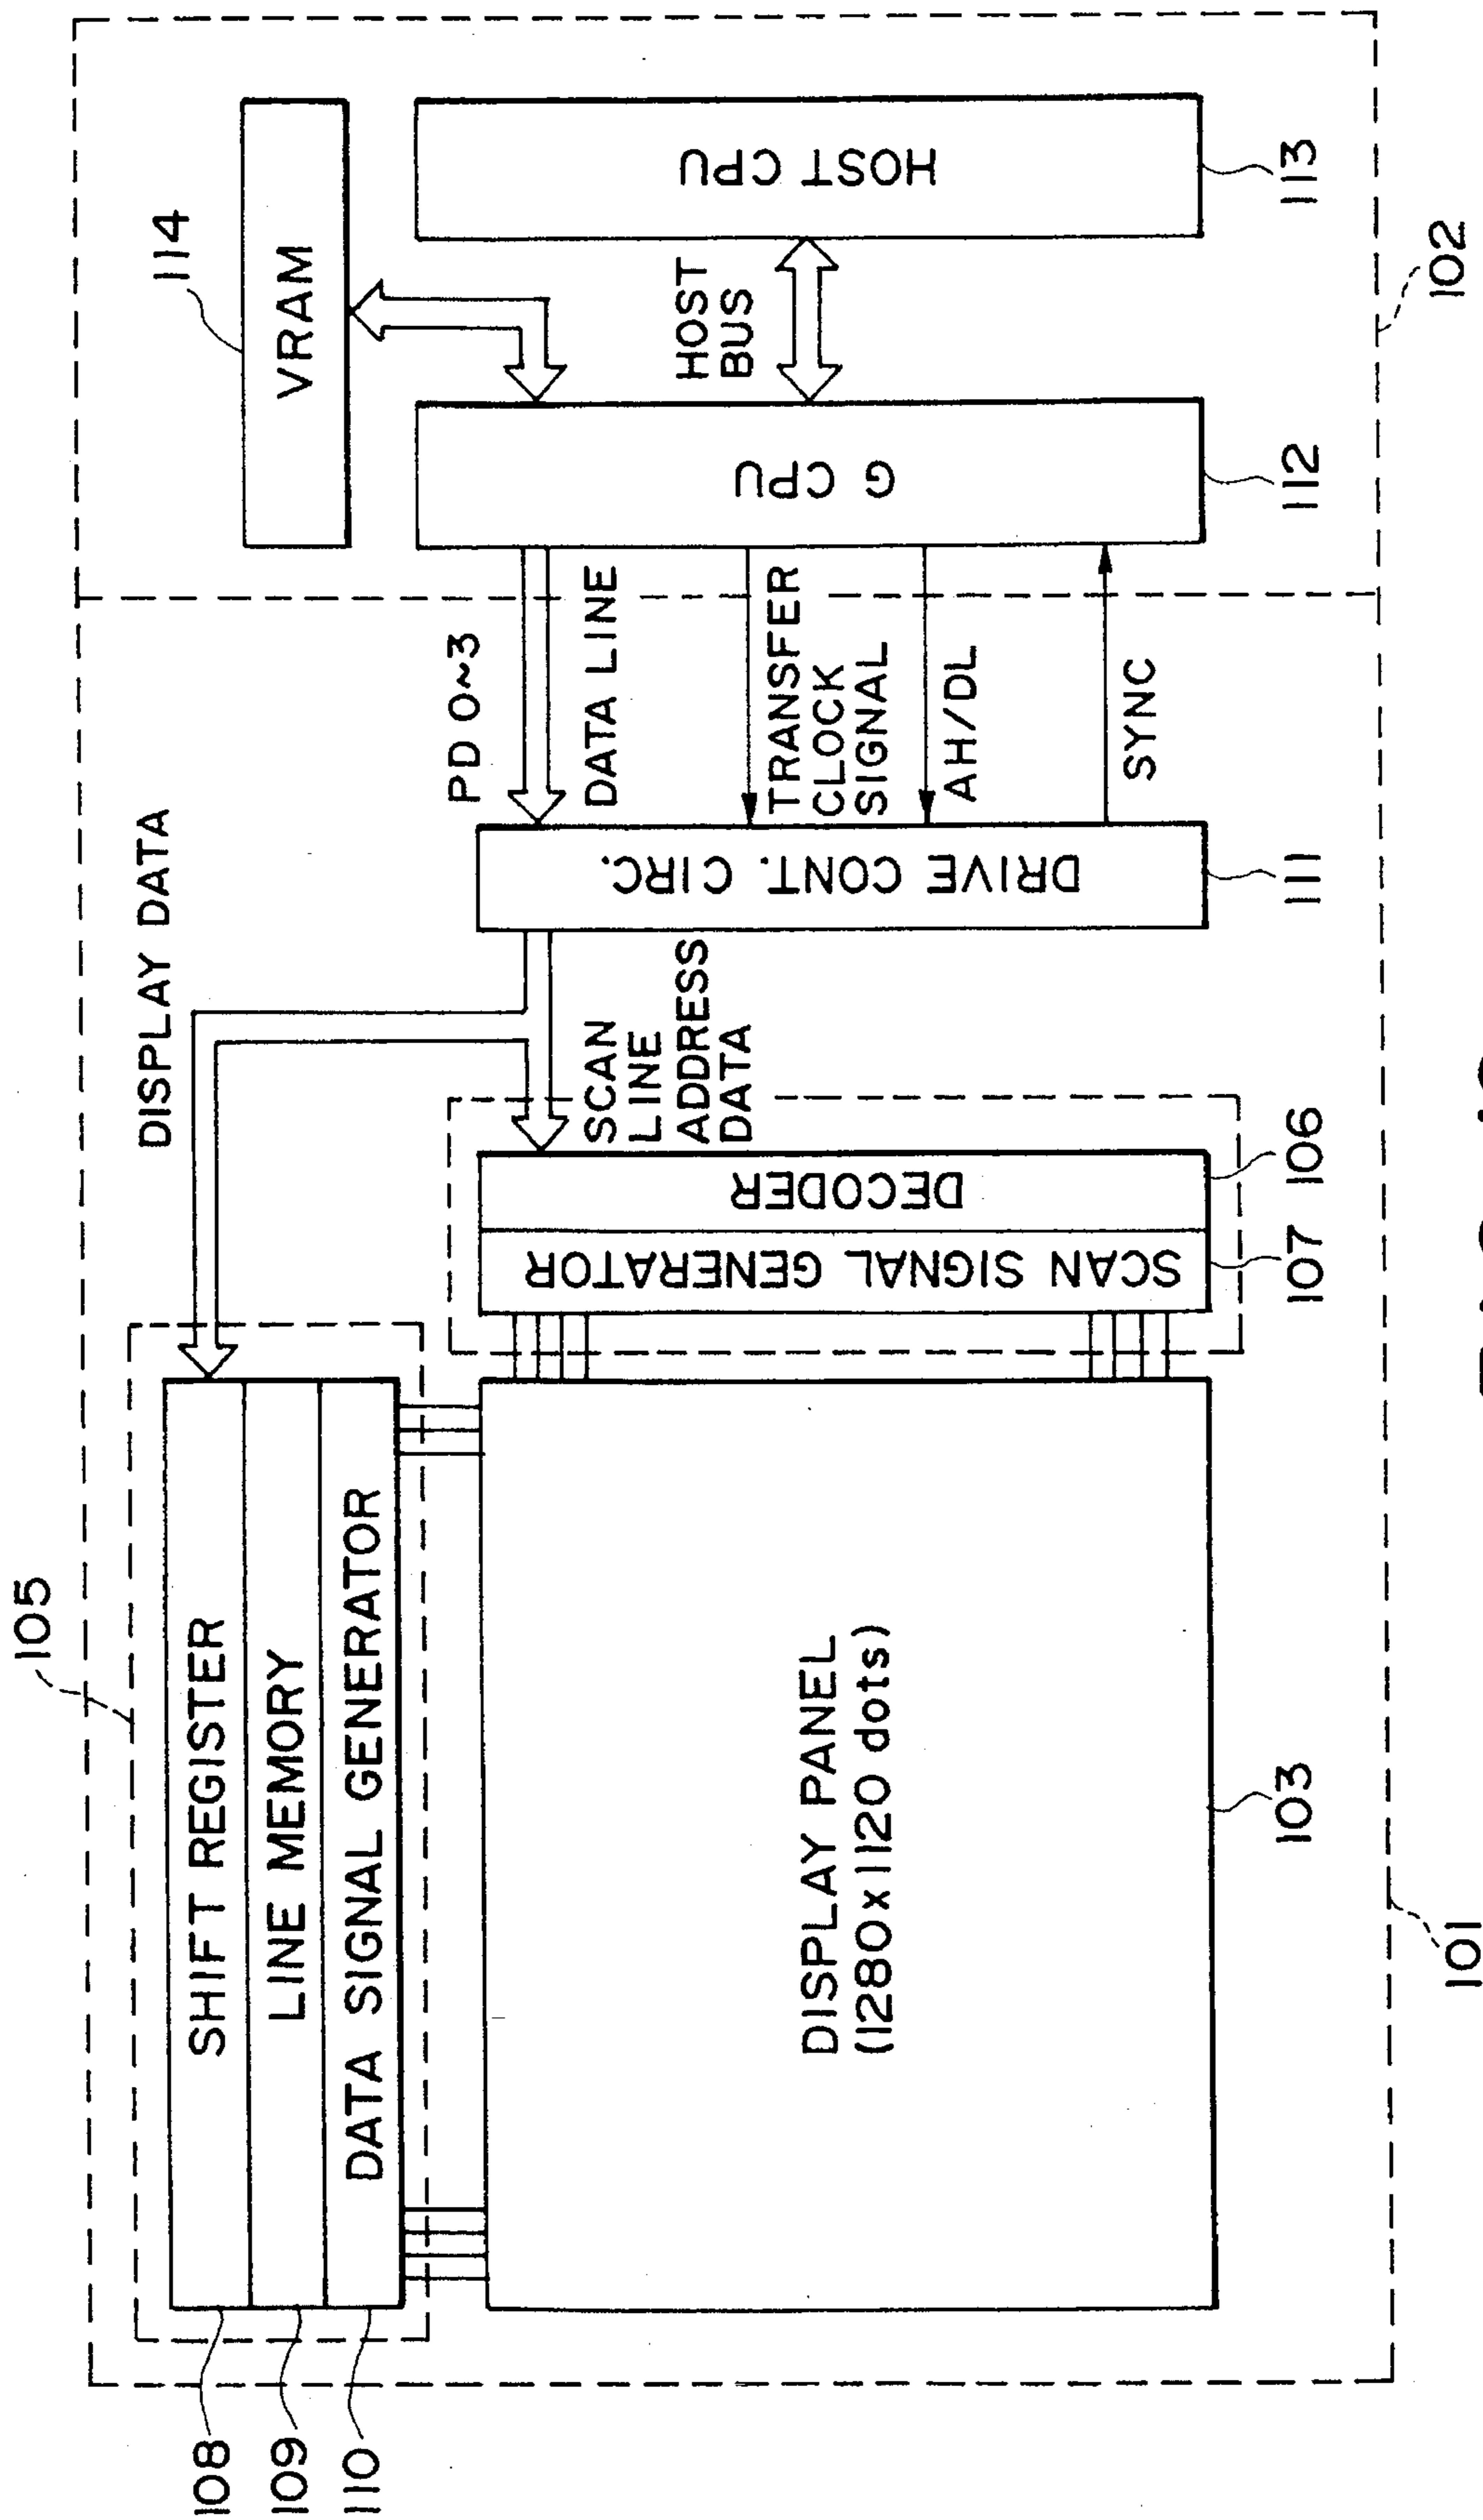 105
SHIFT REGISTER
LINE MEMORY
DATA SIGNAL GENERATOR
108
109
110
DISPLAY PANEL
(1280x1120 dots)
103
101
DISPLAY DATA
SCAN
LINE
ADDRESS
DATA
DECODER
SCAN SIGNAL GENERATOR
107
106
DRIVE CONT. CIRC.
111
PD 0~3
DATA LINE
TRANSFER
CLOCK
SIGNAL
AH/DL
SYNC
114
VRAM
G CPU
112
HOST
BUS
HOST CPU
113
102